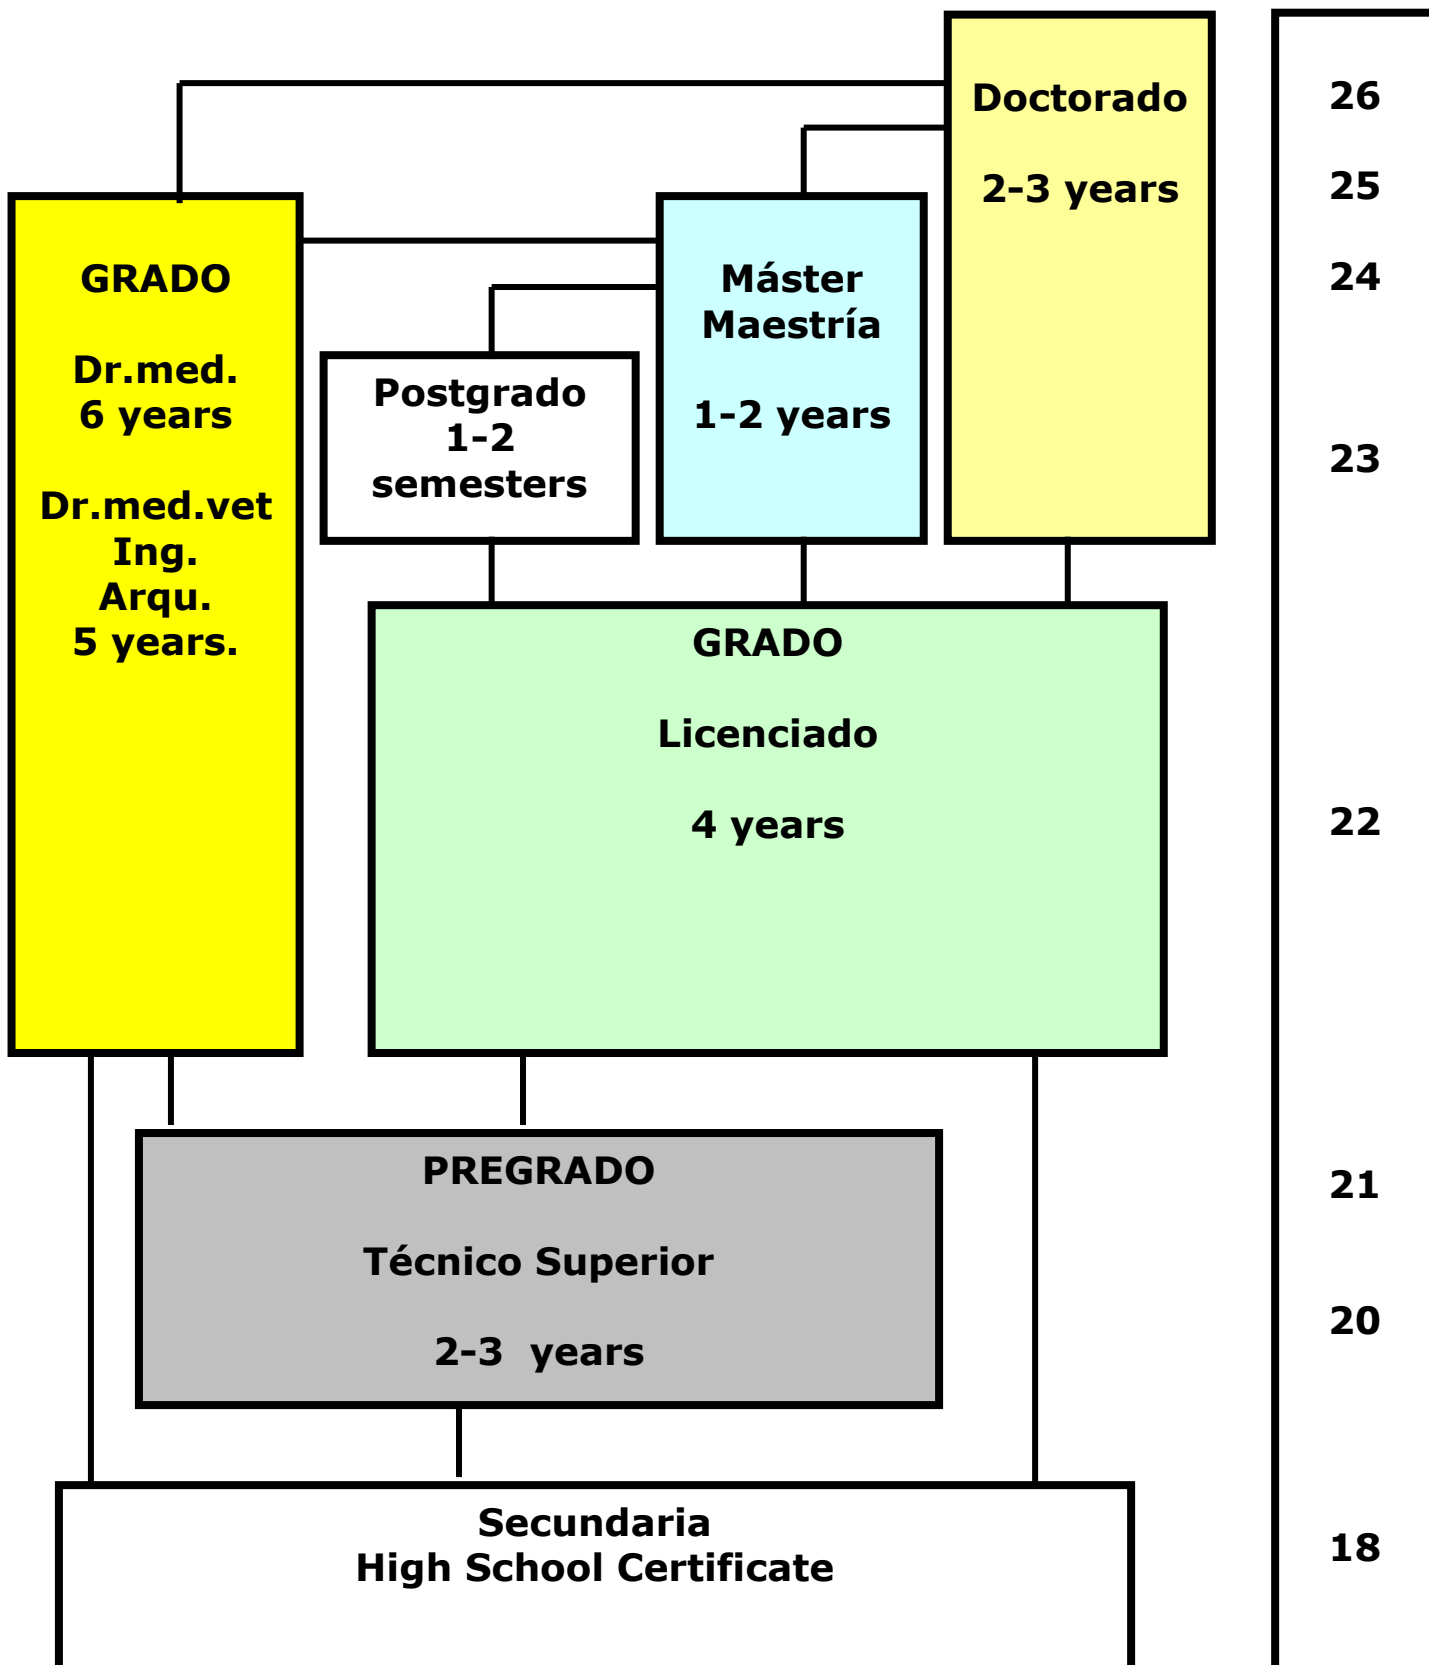 Doctorado
2-3 years
GRADO
Dr.med.
6 years
Dr.med.vet
Ing.
Arqu.
5 years.
Postgrado
1-2
semesters
Máster
Maestría
1-2 years
GRADO
Licenciado
4 years
PREGRADO
Técnico Superior
2-3  years
Secundaria
High School Certificate
26
25
24
23
22
21
20
18